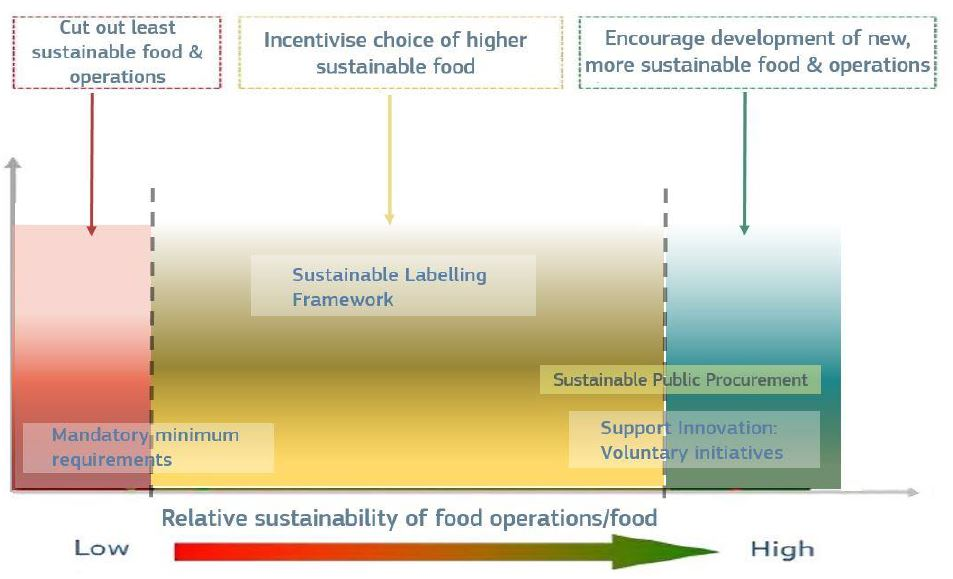 Cut out least
sustainable food &
operations
Incentivise choice of higher
sustainable food
Encourage development of new,
more sustainable food & operations
Sustainable Labelling
Framework
Sustainable Public Procurement
Mandatory minimum
requirements
Support Innovation:
Voluntary initiatives
Relative sustainability of food operations/food
Low
High